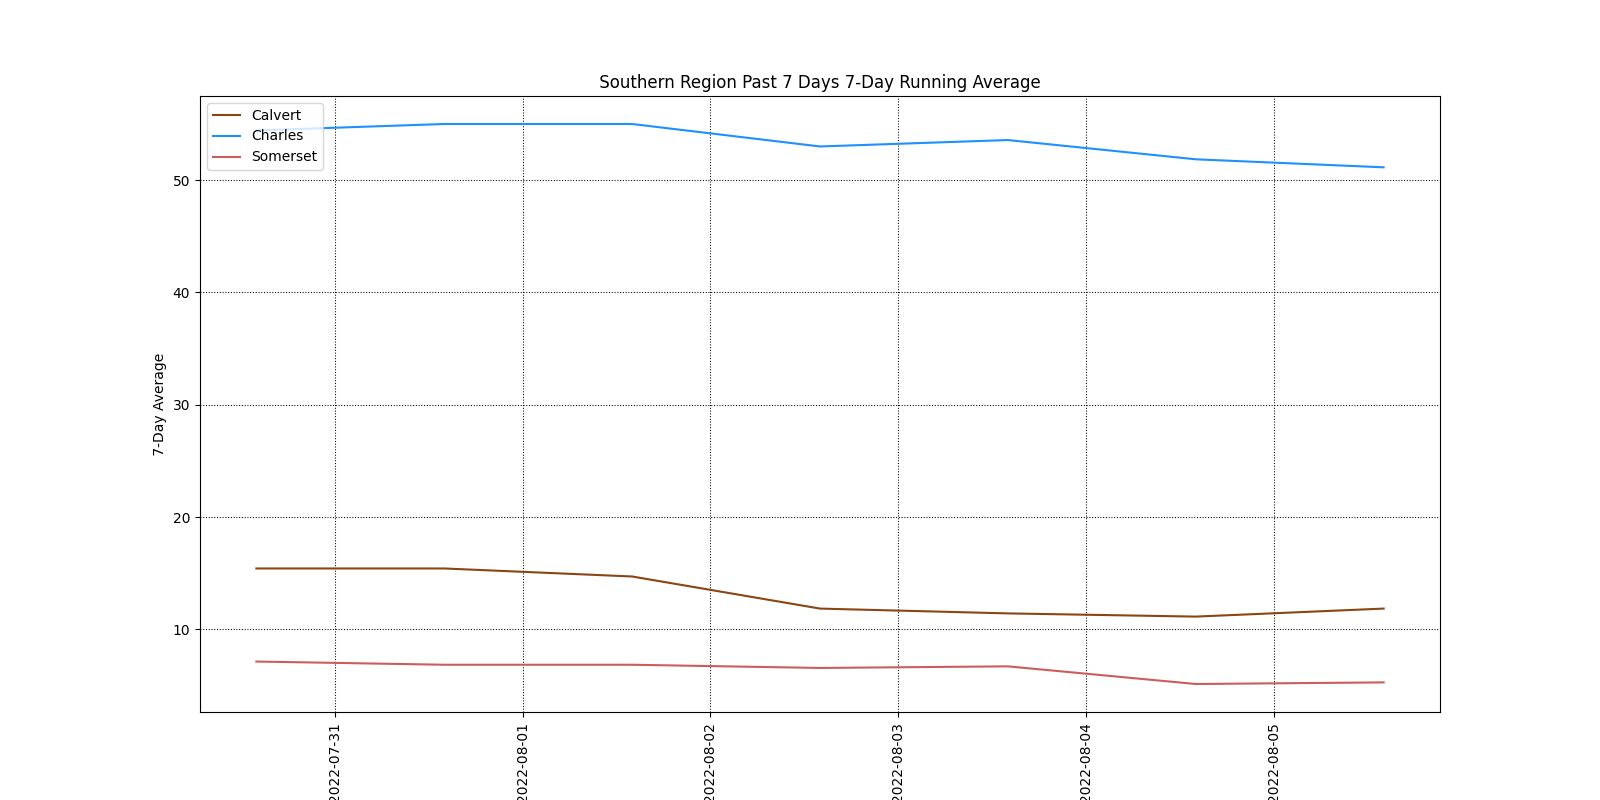 Southern Region Past 7 Days 7-Day Running Average
Calvert
Charles
Somerset
50
40
30
20
10
7-Day Average
2022-07-31
2022-08-01
2022-08-02
2022-08-03
2022-08-04
2022-08-05